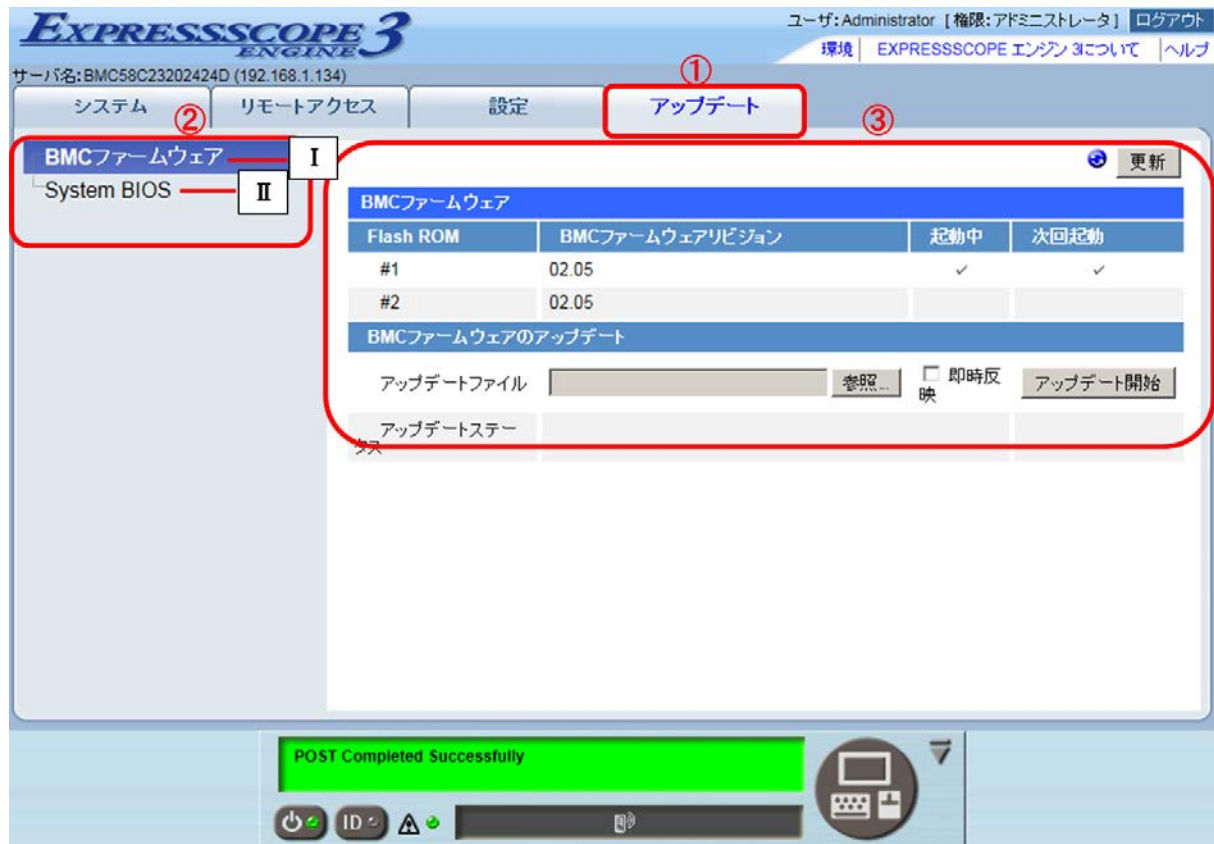 EXPRESSSCOPE 3
ENGINE
ユーザ:Administrator [権限:アドミニストレータ] ログアウト
環境 EXPRESSSCOPE エンジン 3について ヘルプ
サーバ名:BMC58C23202424D (192.168.1.134)
①
システム リモートアクセス 設定 アップデート
② ③
BMCファームウェア Ⅰ
System BIOS Ⅱ
更新
BMCファームウェア
Flash ROM BMCファームウェアリビジョン 起動中 次回起動
#1 02.05 ✓ ✓
#2 02.05
BMCファームウェアのアップデート
アップデートファイル 参照... 即時反
映 アップデート開始
アップデートステー
タス
POST Completed Successfully
ID